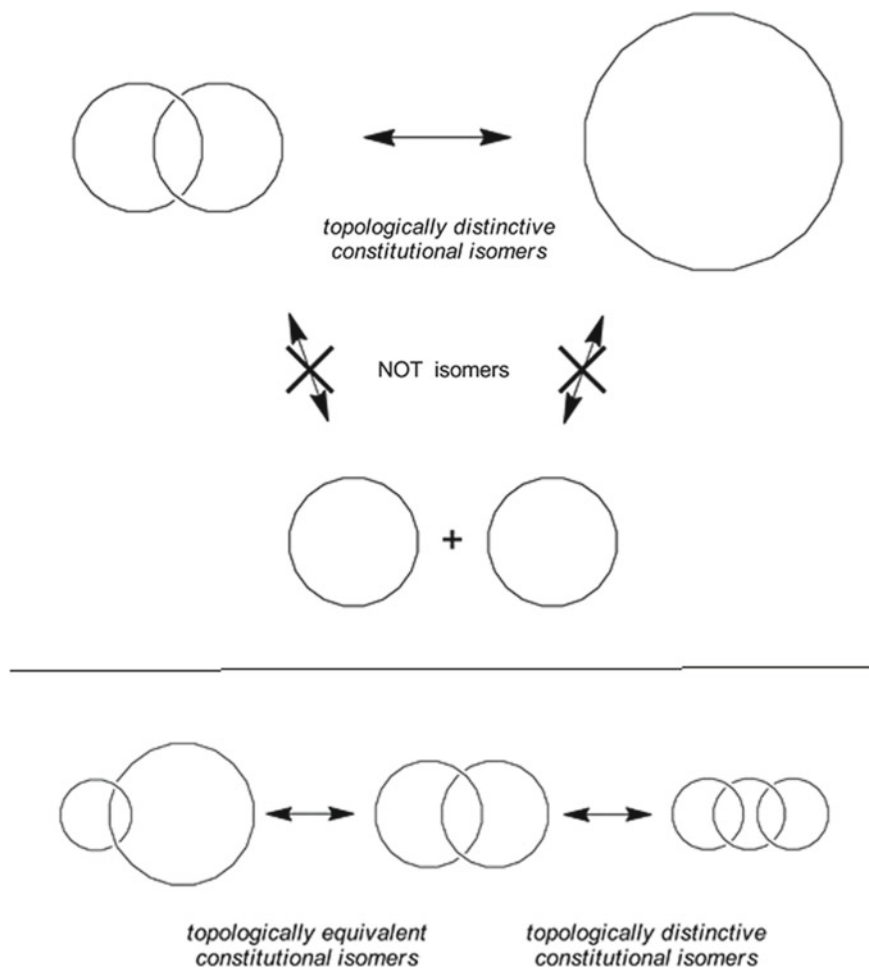 topologically distinctive
constitutional isomers
NOT isomers
+
topologically equivalent
constitutional isomers
topologically distinctive
constitutional isomers